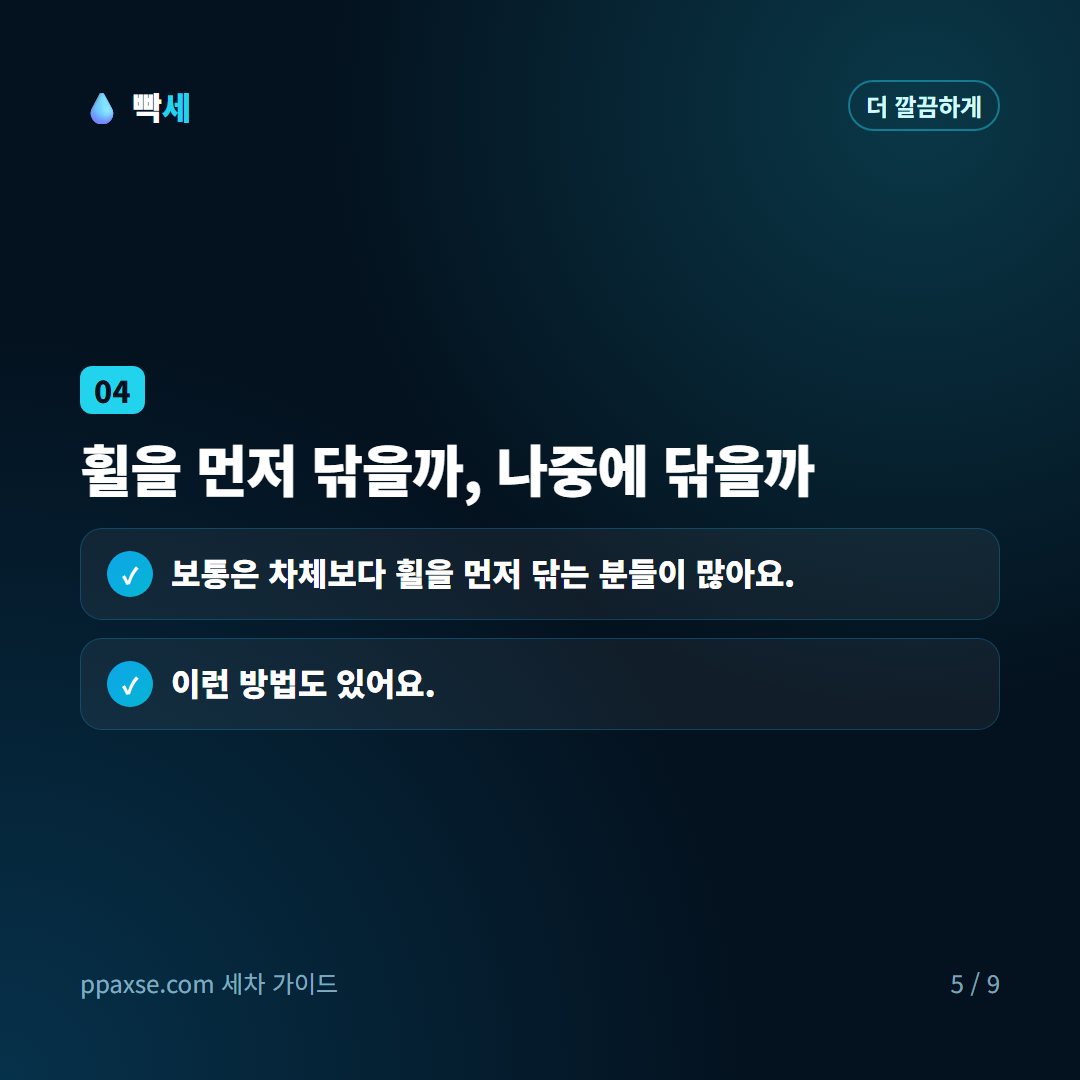 빡세
더 깔끔하게
04
휠을 먼저 닦을까, 나중에 닦을까
✓ 보통은 차체보다 휠을 먼저 닦는 분들이 많아요.
✓ 이런 방법도 있어요.
ppaxse.com 세차 가이드
5 / 9